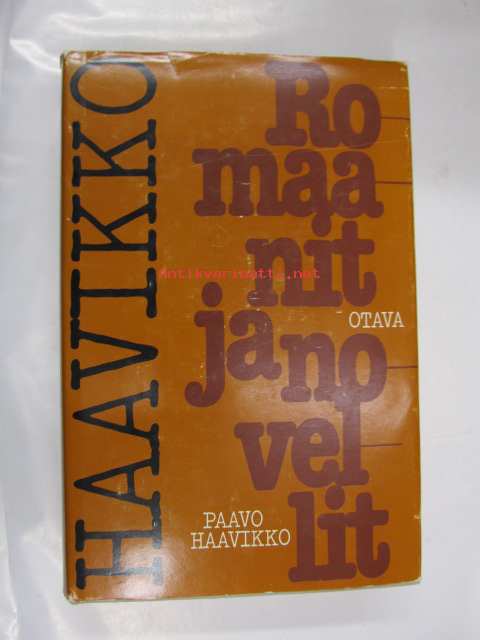 HAAVIKKO
Ro
maa
nit
ja no
vel
lit
OTAVA
PAAVO
HAAVIKKO
antikvariaatti.net